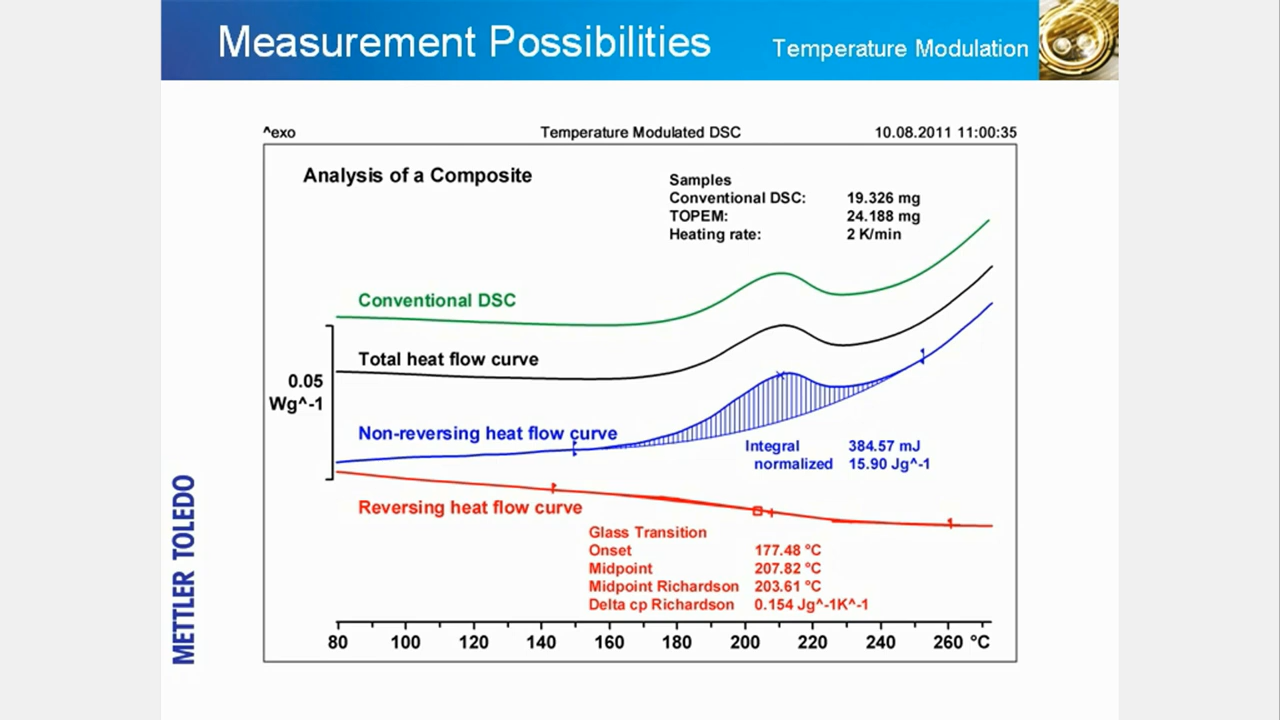 Measurement Possibilities
Temperature Modulation
^exo
Temperature Modulated DSC
10.08.2011 11:00:35
Analysis of a Composite
Samples
Conventional DSC: 19.326 mg
TOPEM: 24.188 mg
Heating rate: 2 K/min
Conventional DSC
Total heat flow curve
0.05
Wg^-1
Non-reversing heat flow curve
Integral 384.57 mJ
normalized 15.90 Jg^-1
Reversing heat flow curve
Glass Transition
Onset 177.48 °C
Midpoint 207.82 °C
Midpoint Richardson 203.61 °C
Delta cp Richardson 0.154 Jg^-1K^-1
80 100 120 140 160 180 200 220 240 260 °C
METTLER TOLEDO